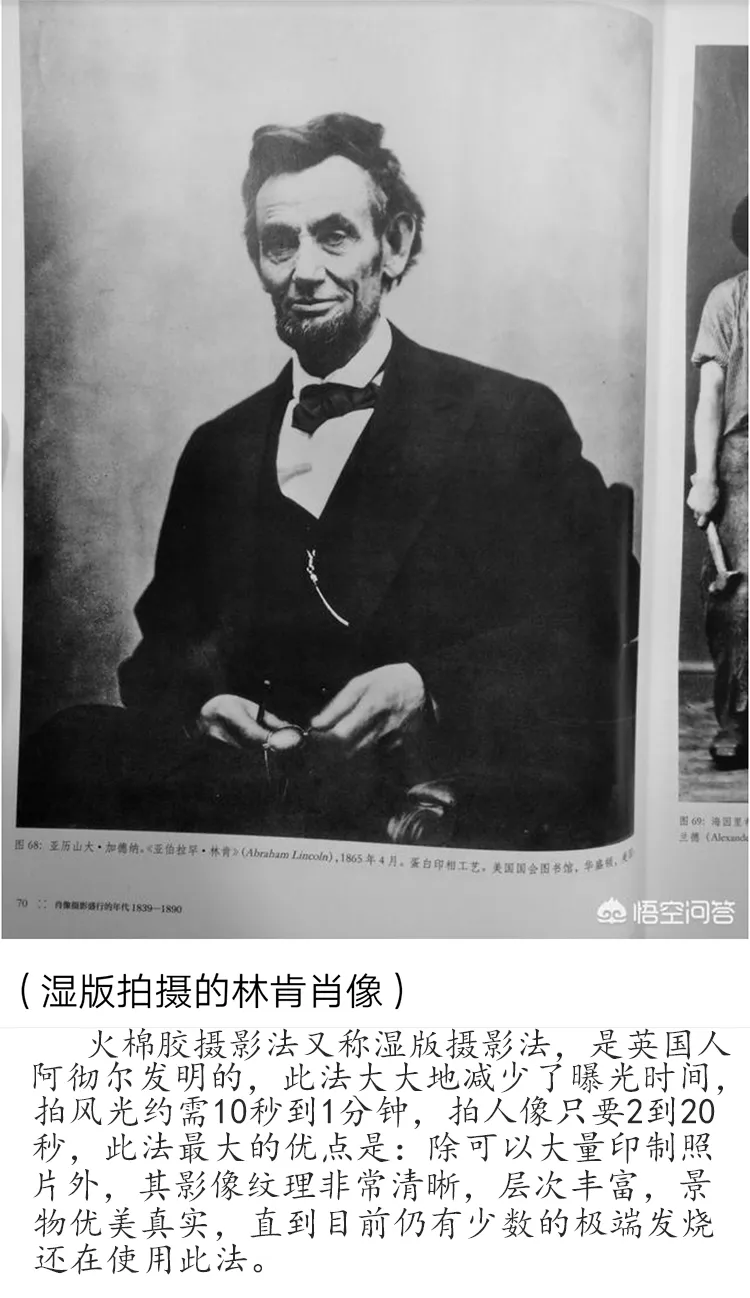 图68：亚历山大·加德纳。《亚伯拉罕·林肯》(Abraham Lincoln)，1865年4月。蛋白印相工艺。美国国会图书馆，华盛顿，
图69：海因里
兰德（Alexand
70 :: 肖像摄影盛行的年代 1839—1890
悟空问答
（湿版拍摄的林肯肖像）
火棉胶摄影法又称湿版摄影法，是英国人
阿彻尔发明的，此法大大地减少了曝光时间，
拍风光约需10秒到1分钟，拍人像只要2到20
秒，此法最大的优点是：除可以大量印制照
片外，其影像纹理非常清晰，层次丰富，景
物优美真实，直到目前仍有少数的极端发烧
还在使用此法。